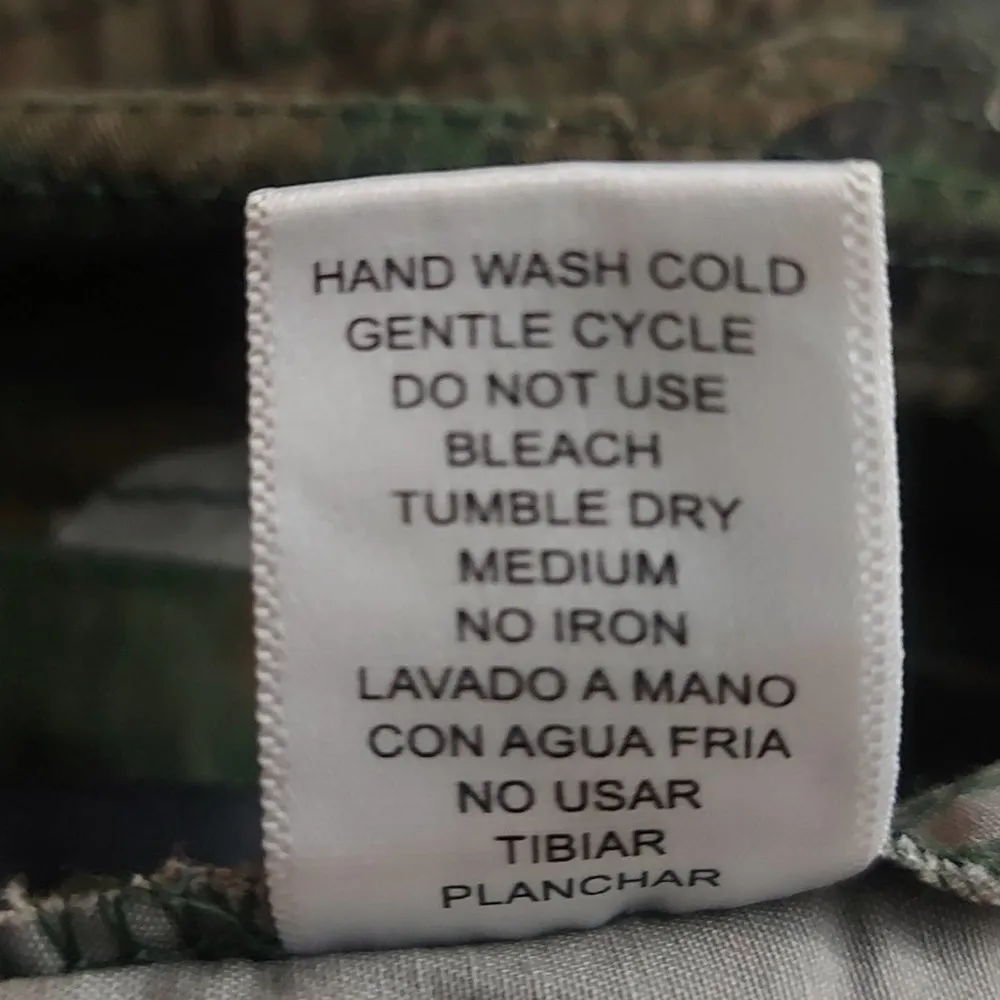 HAND WASH COLD
GENTLE CYCLE
DO NOT USE
BLEACH
TUMBLE DRY
MEDIUM
NO IRON
LAVADO A MANO
CON AGUA FRIA
NO USAR
TIBIAR
PLANCHAR